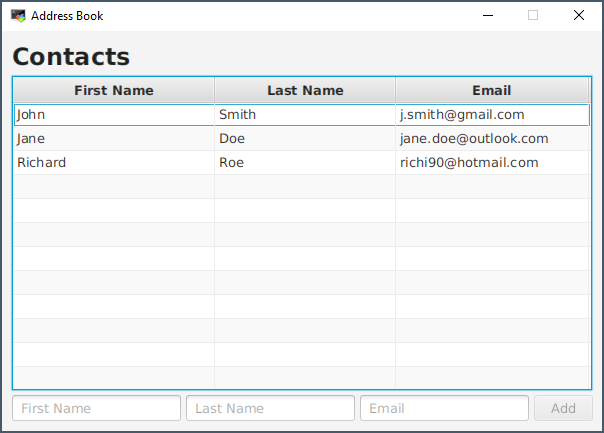 Address Book
Contacts
First Name Last Name Email
John Smith j.smith@gmail.com
Jane Doe jane.doe@outlook.com
Richard Roe richi90@hotmail.com
First Name Last Name Email Add